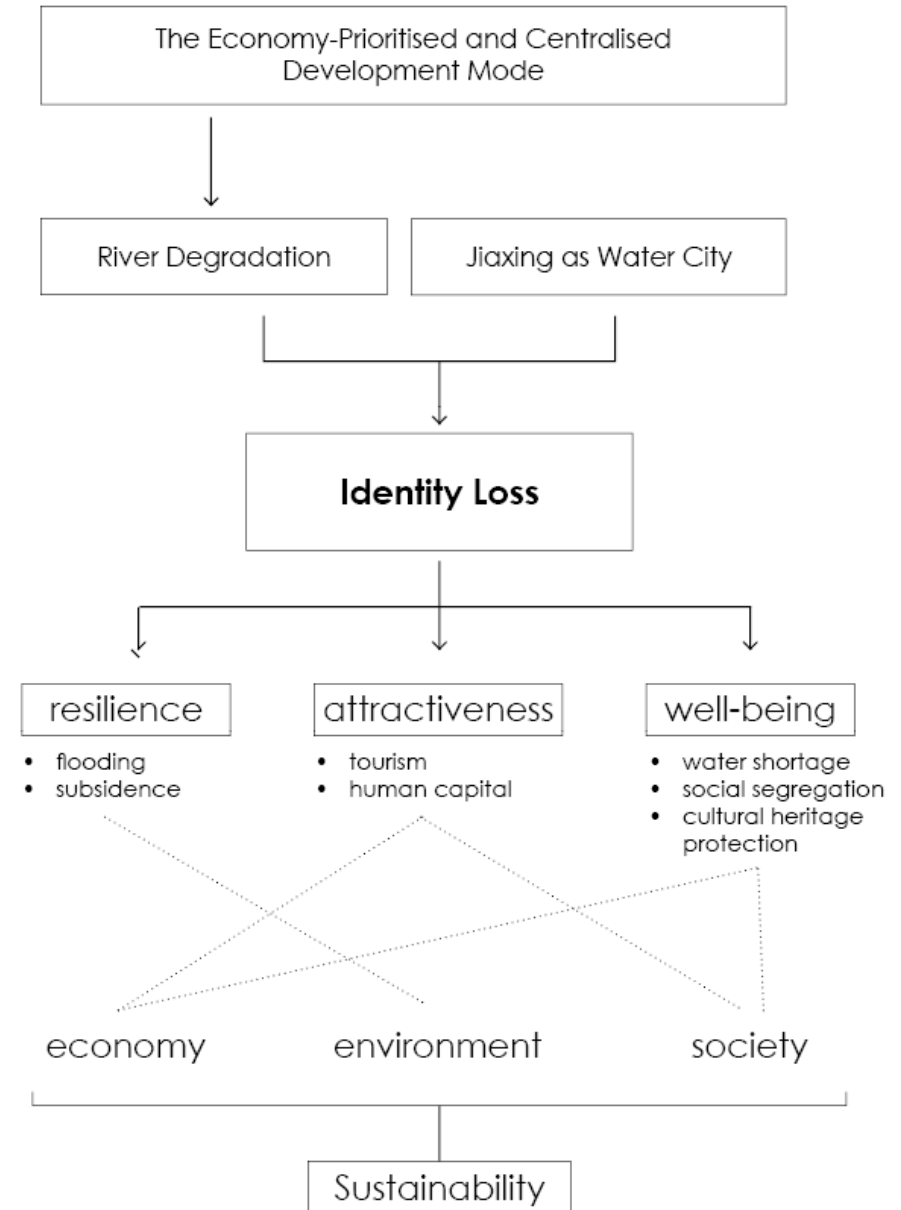 The Economy-Prioritised and Centralised
Development Mode
River Degradation
Jiaxing as Water City
Identity Loss
resilience
• flooding
• subsidence
attractiveness
• tourism
• human capital
well-being
• water shortage
• social segregation
• cultural heritage
protection
economy
environment
society
Sustainability